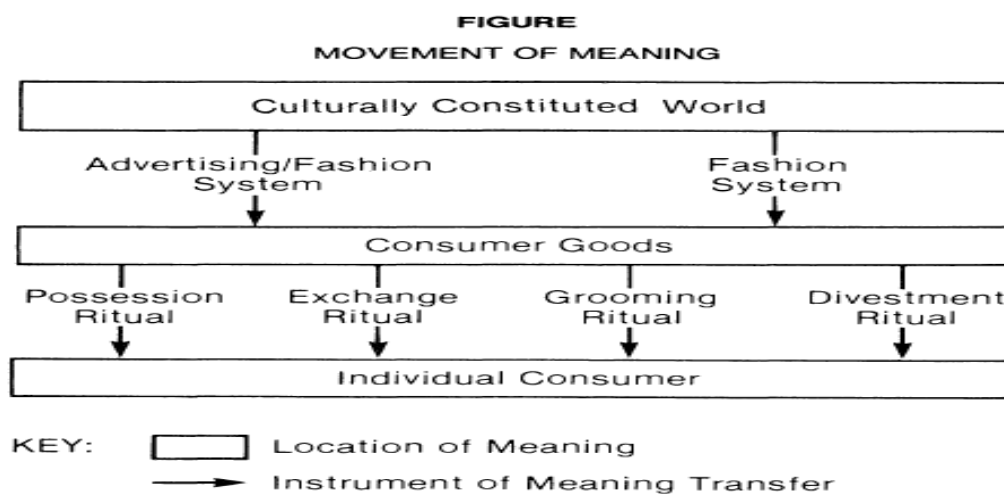 FIGURE
MOVEMENT OF MEANING
Culturally Constituted World
Advertising/Fashion
System
Fashion
System
Consumer Goods
Possession
Ritual
Exchange
Ritual
Grooming
Ritual
Divestment
Ritual
Individual Consumer
KEY:
Location of Meaning
Instrument of Meaning Transfer